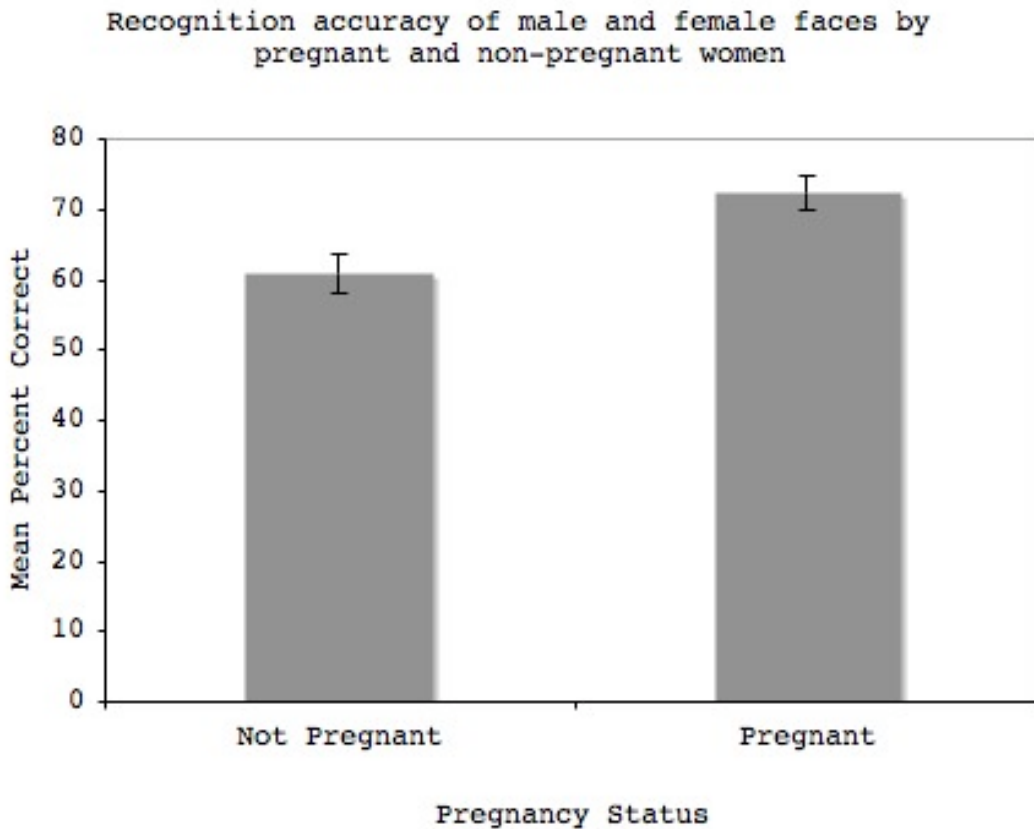 Recognition accuracy of male and female faces by
pregnant and non-pregnant women
80
70
60
50
40
30
20
10
0
Mean Percent Correct
Not Pregnant
Pregnant
Pregnancy Status